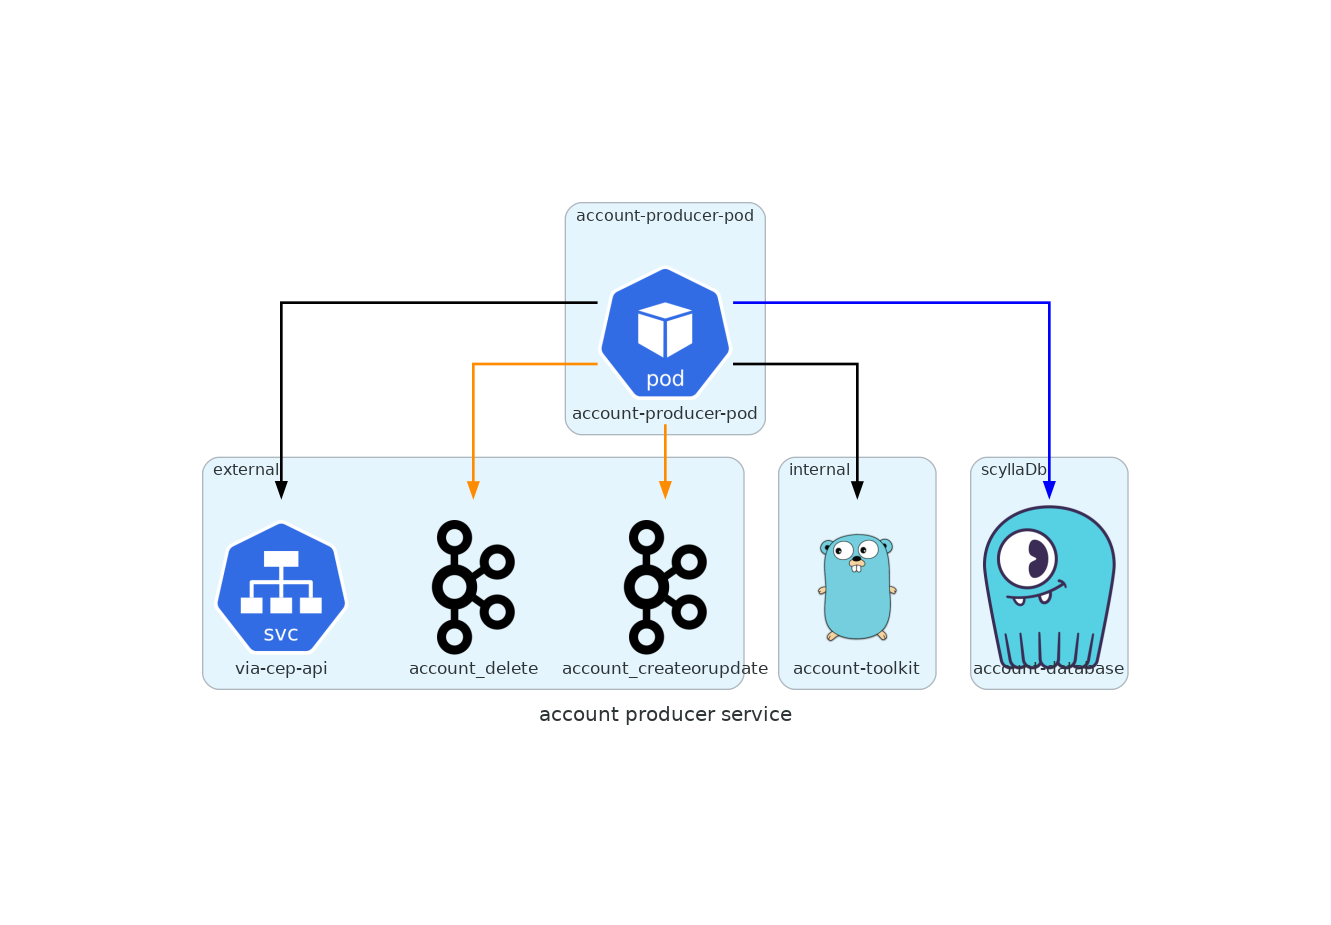 account-producer-pod
pod
account-producer-pod
external
internal
scyllaDb
svc
via-cep-api
account_delete
account_createorupdate
account-toolkit
account-database
account producer service